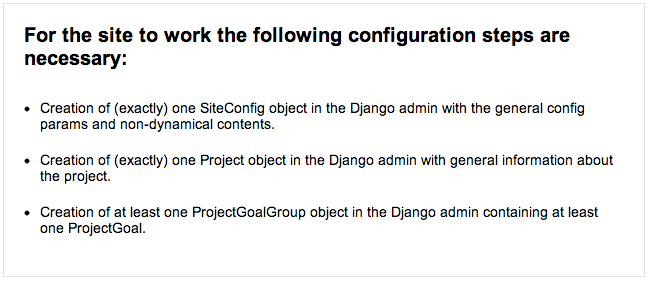 For the site to work the following configuration steps are
necessary:
• Creation of (exactly) one SiteConfig object in the Django admin with the general config
params and non-dynamical contents.
• Creation of (exactly) one Project object in the Django admin with general information about
the project.
• Creation of at least one ProjectGoalGroup object in the Django admin containing at least
one ProjectGoal.